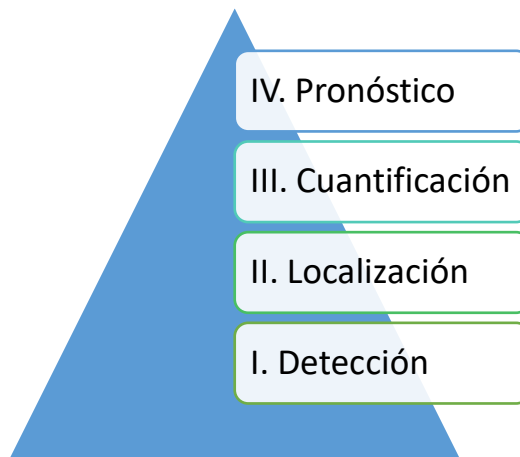 IV. Pronóstico
III. Cuantificación
II. Localización
I. Detección